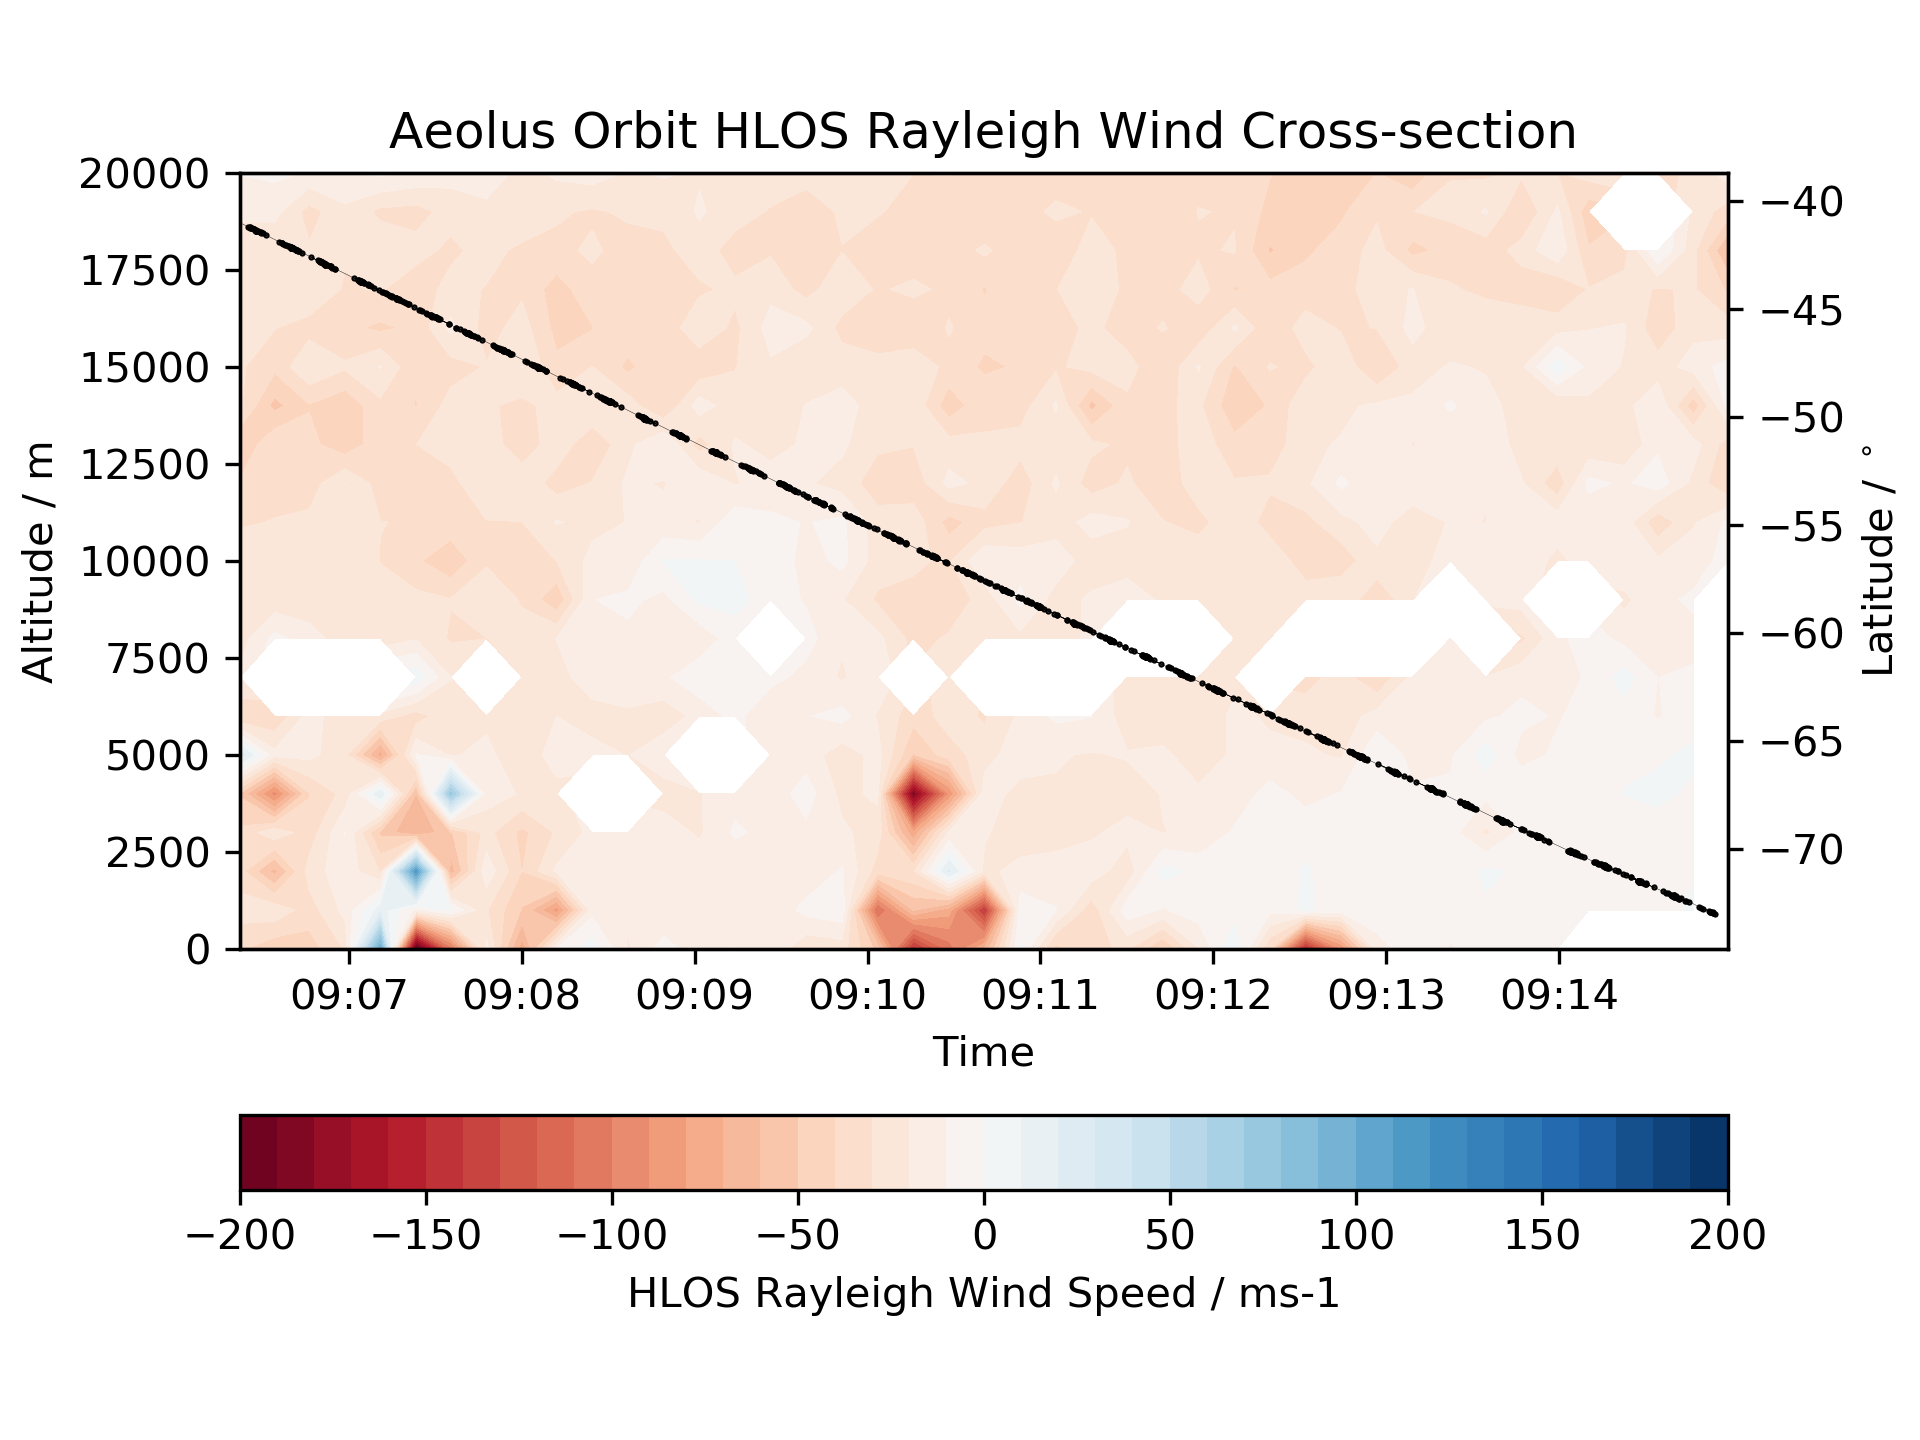 Aeolus Orbit HLOS Rayleigh Wind Cross-section
20000
17500
15000
12500
10000
7500
5000
2500
0
Altitude / m
−40
−45
−50
−55
−60
−65
−70
Latitude / °
09:07 09:08 09:09 09:10 09:11 09:12 09:13 09:14
Time
−200 −150 −100 −50 0 50 100 150 200
HLOS Rayleigh Wind Speed / ms-1